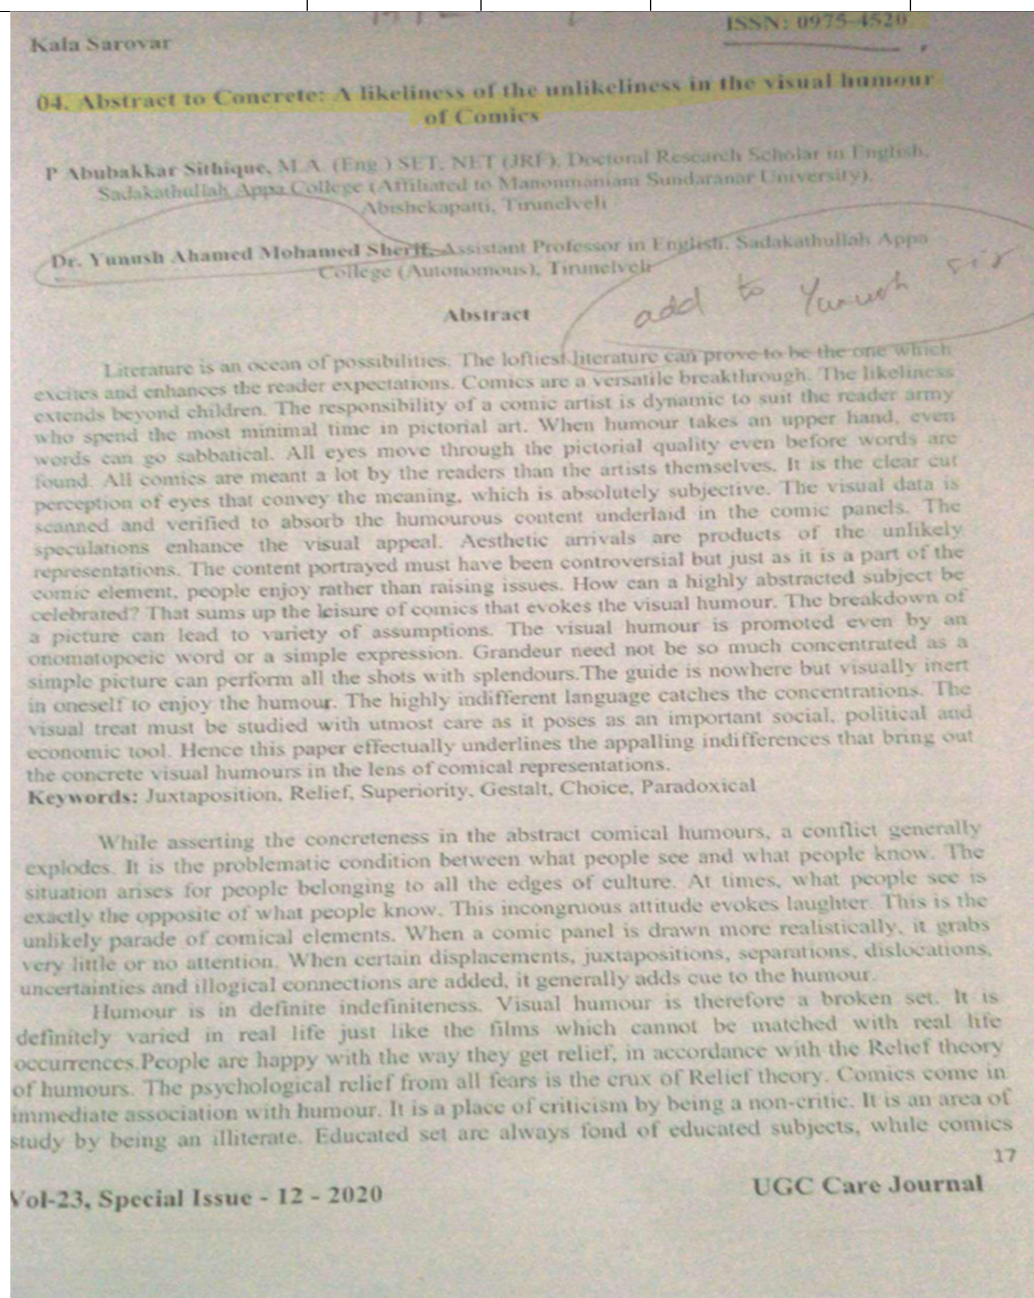 ISSN: 0975-4520
Kala Sarovar
04. Abstract to Concrete: A likeliness of the unlikeliness in the visual humour
of Comics
P Abubakkar Sithique, M.A. (Eng.) SET, NET (JRF), Doctoral Research Scholar in English,
Sadakathullah Appa College (Affiliated to Manonmaniam Sundaranar University),
Abishekapatti, Tirunelveli
Dr. Yunush Ahamed Mohamed Sherif, Assistant Professor in English, Sadakathullah Appa
College (Autonomous), Tirunelveli
add to Yunush sir
Abstract
Literature is an ocean of possibilities. The loftiest literature can prove to be the one which
excites and enhances the reader expectations. Comics are a versatile breakthrough. The likeliness
extends beyond children. The responsibility of a comic artist is dynamic to suit the reader army
who spend the most minimal time in pictorial art. When humour takes an upper hand, even
words can go sabbatical. All eyes move through the pictorial quality even before words are
found. All comics are meant a lot by the readers than the artists themselves. It is the clear cut
perception of eyes that convey the meaning, which is absolutely subjective. The visual data is
scanned and verified to absorb the humourous content underlaid in the comic panels. The
speculations enhance the visual appeal. Aesthetic arrivals are products of the unlikely
representations. The content portrayed must have been controversial but just as it is a part of the
comic element, people enjoy rather than raising issues. How can a highly abstracted subject be
celebrated? That sums up the leisure of comics that evokes the visual humour. The breakdown of
a picture can lead to variety of assumptions. The visual humour is promoted even by an
onomatopoeic word or a simple expression. Grandeur need not be so much concentrated as a
simple picture can perform all the shots with splendours.The guide is nowhere but visually inert
in oneself to enjoy the humour. The highly indifferent language catches the concentrations. The
visual treat must be studied with utmost care as it poses as an important social, political and
economic tool. Hence this paper effectually underlines the appalling indifferences that bring out
the concrete visual humours in the lens of comical representations.
Keywords: Juxtaposition, Relief, Superiority, Gestalt, Choice, Paradoxical
While asserting the concreteness in the abstract comical humours, a conflict generally
explodes. It is the problematic condition between what people see and what people know. The
situation arises for people belonging to all the edges of culture. At times, what people see is
exactly the opposite of what people know. This incongruous attitude evokes laughter. This is the
unlikely parade of comical elements. When a comic panel is drawn more realistically, it grabs
very little or no attention. When certain displacements, juxtapositions, separations, dislocations,
uncertainties and illogical connections are added, it generally adds cue to the humour.
Humour is in definite indefiniteness. Visual humour is therefore a broken set. It is
definitely varied in real life just like the films which cannot be matched with real life
occurrences.People are happy with the way they get relief, in accordance with the Relief theory
of humours. The psychological relief from all fears is the crux of Relief theory. Comics come in
immediate association with humour. It is a place of criticism by being a non-critic. It is an area of
study by being an illiterate. Educated set are always fond of educated subjects, while comics
17
Vol-23, Special Issue - 12 - 2020
UGC Care Journal